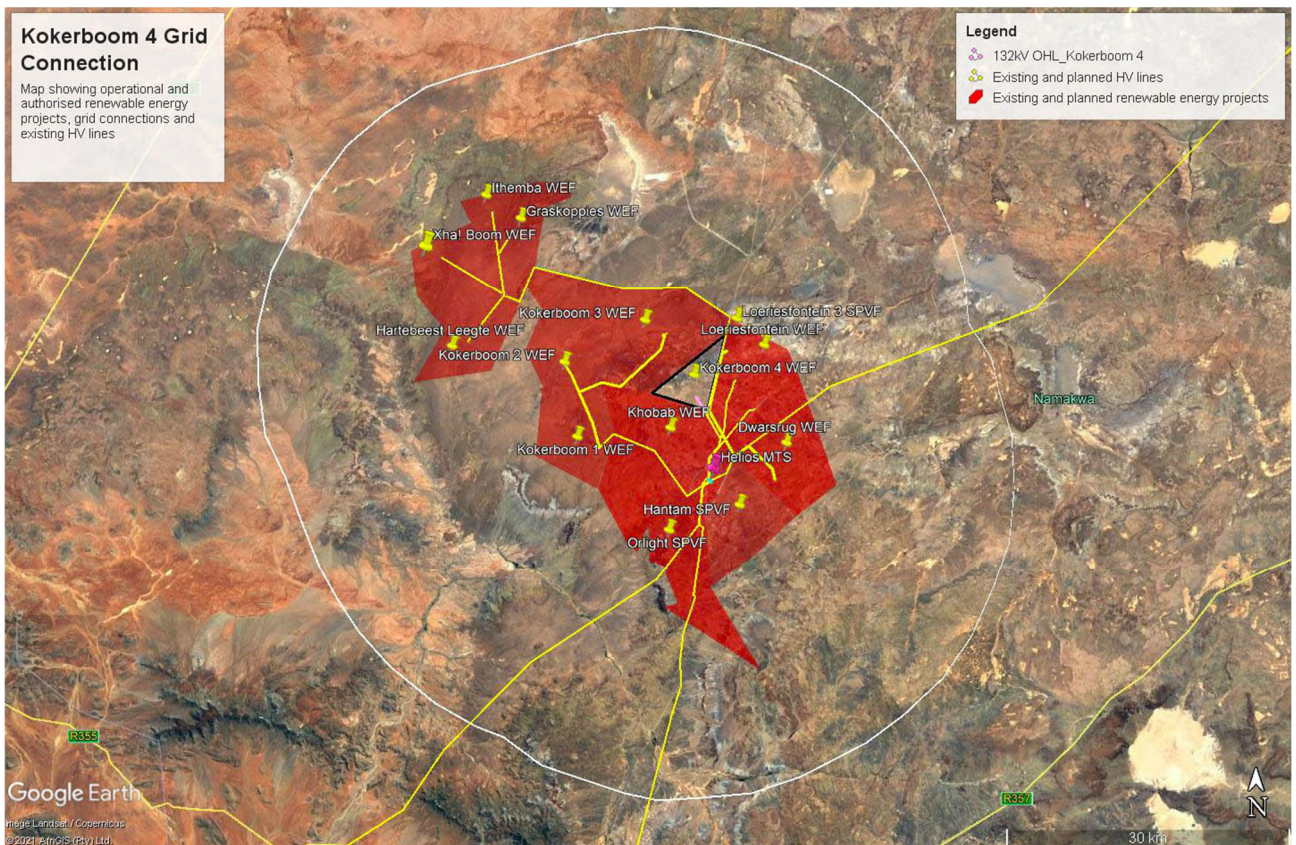 Kokerboom 4 Grid
Connection
Map showing operational and
authorised renewable energy
projects, grid connections and
existing HV lines
Legend
132kV OHL_Kokerboom 4
Existing and planned HV lines
Existing and planned renewable energy projects
Ithemba WEF
Graskoppies WEF
Xha! Boom WEF
Kokerboom 3 WEF
Loeriesfontein 3 SPVF
Hartebeest Leegte WEF
Loeriesfontein WEF
Kokerboom 2 WEF
Kokerboom 4 WEF
Namakwa
Khobab WEF
Dwarsrug WEF
Kokerboom 1 WEF
Helios MTS
Hantam SPVF
Orlight SPVF
R355
R357
Google Earth
Image Landsat / Copernicus
© 2021 AfriGIS (Pty) Ltd.
N
30 km